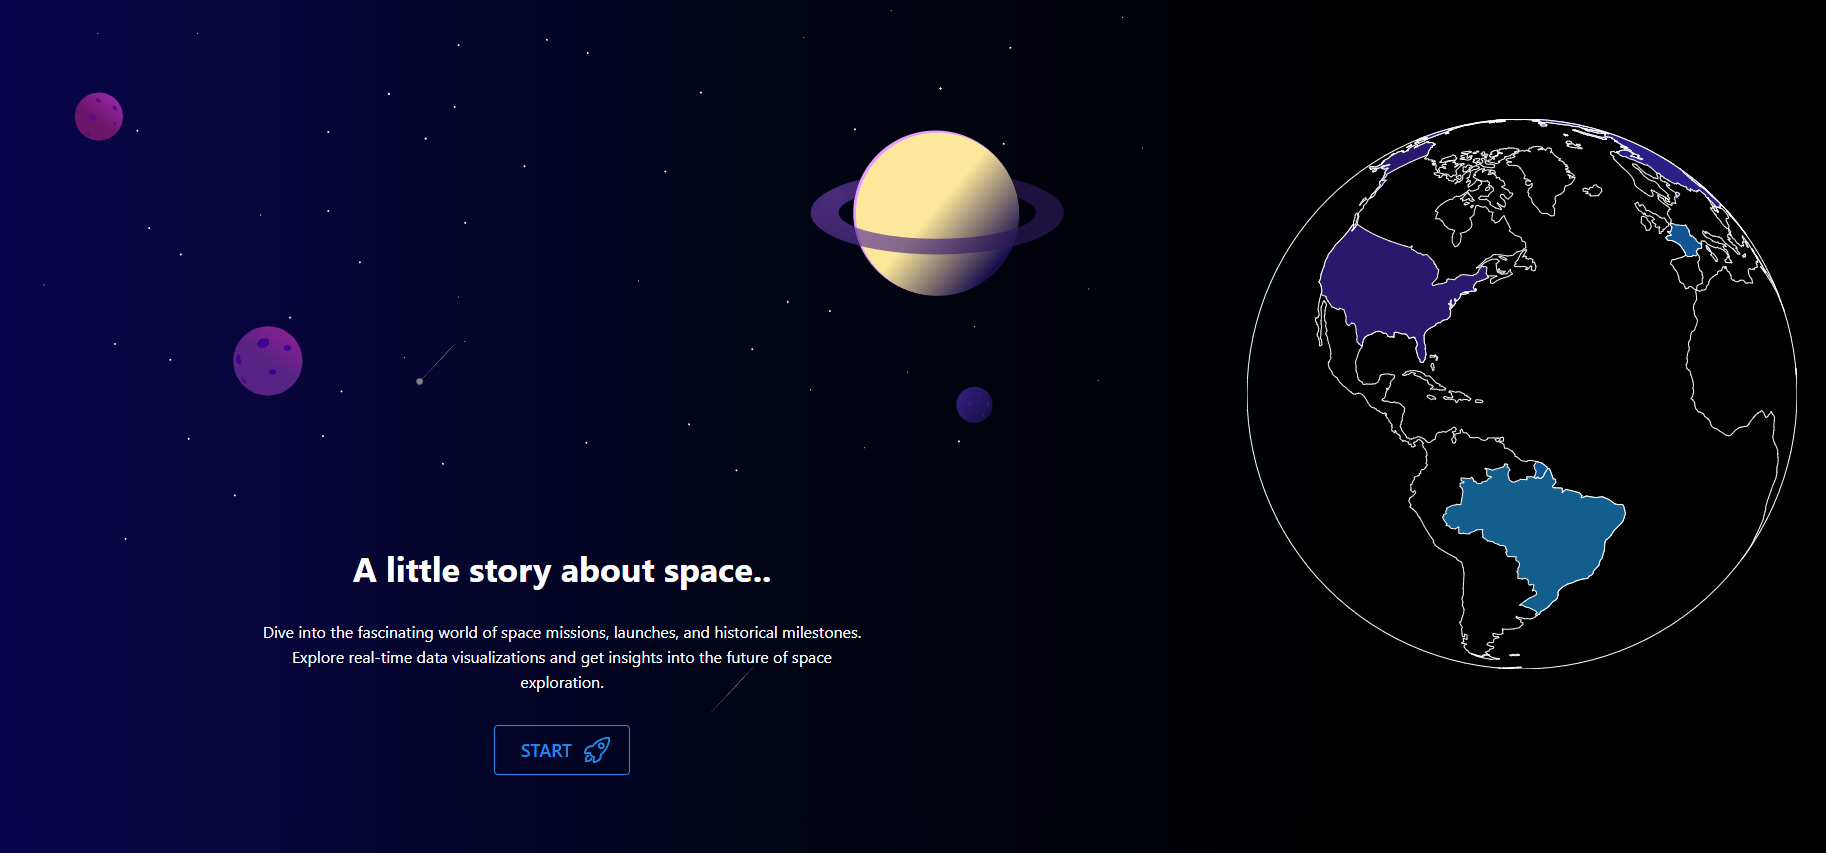 A little story about space..
Dive into the fascinating world of space missions, launches, and historical milestones.
Explore real-time data visualizations and get insights into the future of space
exploration.
START